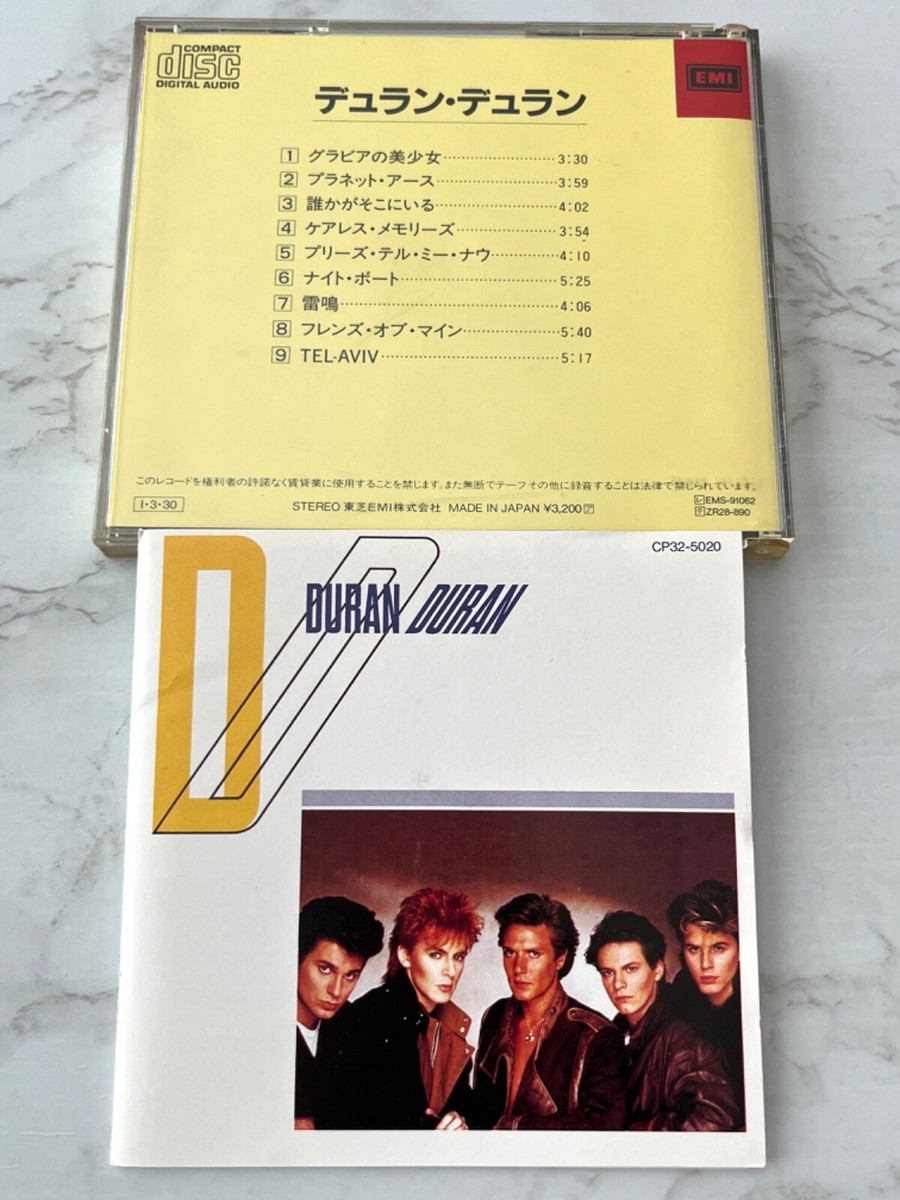 COMPACT
disc
DIGITAL AUDIO
EMI
デュラン・デュラン
1 グラビアの美少女 3:30
2 プラネット・アース 3:59
3 誰かがそこにいる 4:02
4 ケアレス・メモリーズ 3:54
5 プリーズ・テル・ミー・ナウ 4:10
6 ナイト・ボート 5:25
7 雷鳴 4:06
8 フレンズ・オブ・マイン 5:40
9 TEL-AVIV 5:17
このレコードを権利者の許諾なく賃貸業に使用することを禁じます。また無断でテープその他に録音することは法律で禁じられています。
I・3・30
STEREO 東芝EMI株式会社 MADE IN JAPAN ¥3,200
EMS-91062
ZR28-890
CP32-5020
DURAN DURAN